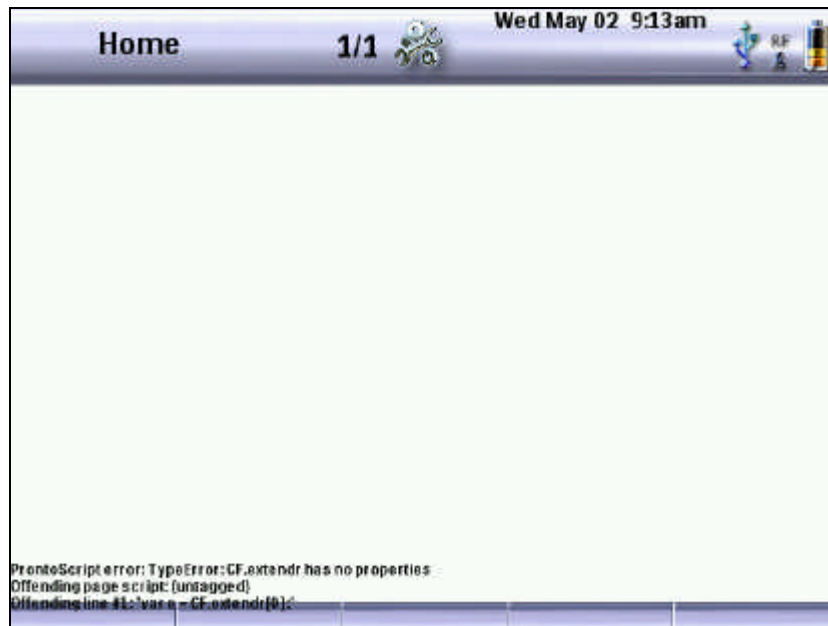 Home
1/1
Wed May 02 9:13am
RF
ProntoScript error: TypeError: CF.extendr has no properties
Offending page script: (untagged)
Offending line #1: 'var e = CF.extendr[0];'